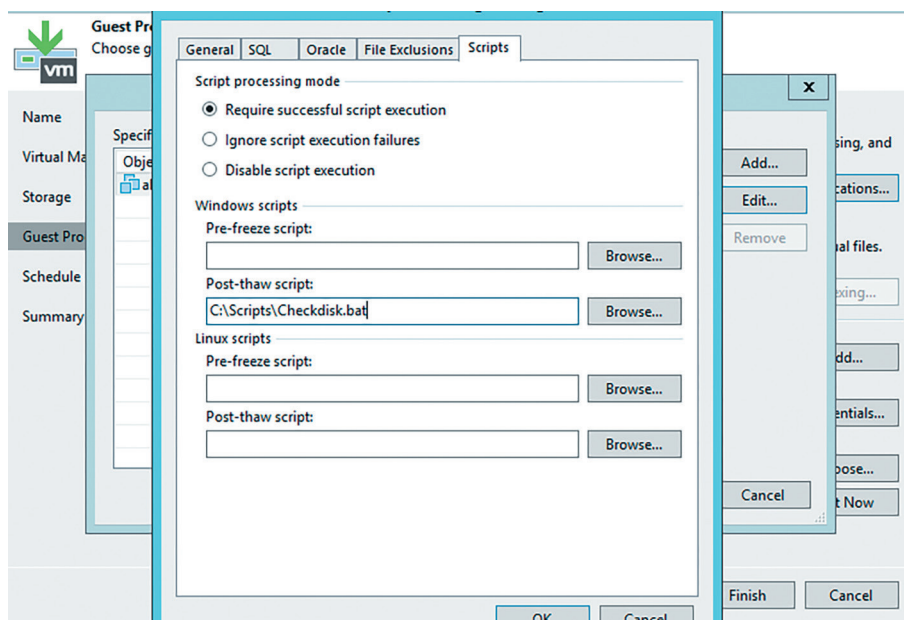 Guest Pro
Choose g
vm
Name
Virtual Ma
Storage
Guest Pro
Schedule
Summary
Specif
Obje
General SQL Oracle File Exclusions Scripts
Script processing mode
Require successful script execution
Ignore script execution failures
Disable script execution
Windows scripts
Pre-freeze script:
Browse...
Post-thaw script:
C:\Scripts\Checkdisk.bat
Browse...
Linux scripts
Pre-freeze script:
Browse...
Post-thaw script:
Browse...
OK Cancel
X
Add...
Edit...
Remove
Cancel
sing, and
cations...
ual files.
exing...
dd...
entials...
oose...
t Now
Finish Cancel